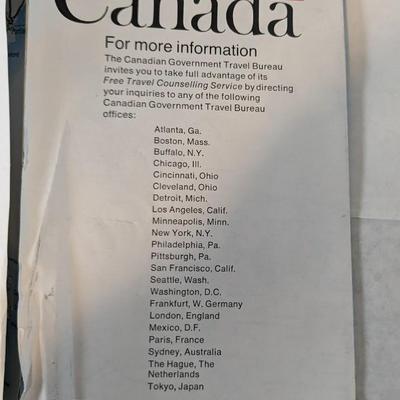 Canada
For more information
The Canadian Government Travel Bureau
invites you to take full advantage of its
Free Travel Counselling Service by directing
your inquiries to any of the following
Canadian Government Travel Bureau
offices:
Atlanta, Ga.
Boston, Mass.
Buffalo, N.Y.
Chicago, Ill.
Cincinnati, Ohio
Cleveland, Ohio
Detroit, Mich.
Los Angeles, Calif.
Minneapolis, Minn.
New York, N.Y.
Philadelphia, Pa.
Pittsburgh, Pa.
San Francisco, Calif.
Seattle, Wash.
Washington, D.C.
Frankfurt, W. Germany
London, England
Mexico, D.F.
Paris, France
Sydney, Australia
The Hague, The
Netherlands
Tokyo, Japan